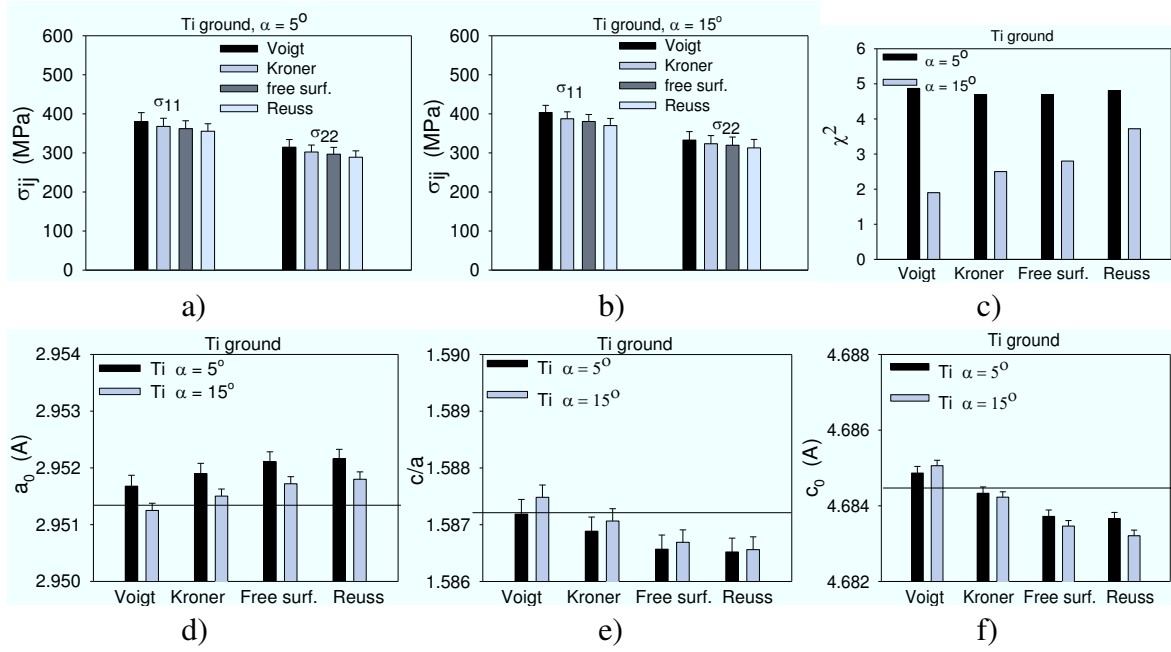 Ti ground, α = 5°
600
500
400
300
200
100
0
σij (MPa)
Voigt
Kroner
free surf.
Reuss
σ11
σ22
a)
Ti ground, α = 15°
600
500
400
300
200
100
0
σij (MPa)
Voigt
Kroner
free surf.
Reuss
σ11
σ22
b)
Ti ground
6
5
4
3
2
1
0
χ²
α = 5°
α = 15°
Voigt Kroner Free surf. Reuss
c)
Ti ground
2.954
2.953
2.952
2.951
2.950
a0 (A)
Ti α = 5°
Ti α = 15°
Voigt Kroner Free surf. Reuss
d)
Ti ground
1.590
1.589
1.588
1.587
1.586
c/a
Ti α = 5°
Ti α = 15°
Voigt Kroner Free surf. Reuss
e)
Ti ground
4.688
4.686
4.684
4.682
c0 (A)
Ti α = 5°
Ti α = 15°
Voigt Kroner Free surf. Reuss
f)